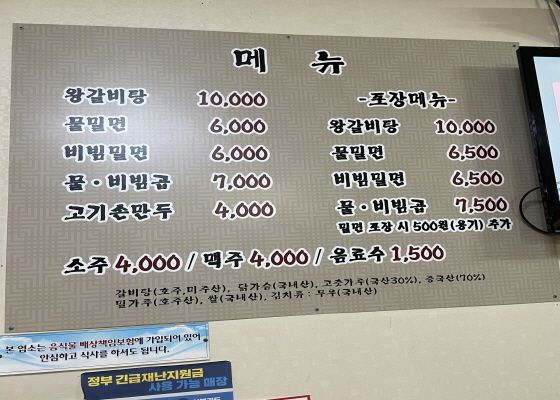 메 뉴
왕갈비탕 10,000
물밀면 6,000
비빔밀면 6,000
물·비빔곱 7,000
고기손만두 4,000
-포장메뉴-
왕갈비탕 10,000
물밀면 6,500
비빔밀면 6,500
물·비빔곱 7,500
밀면 포장 시 500원(용기) 추가
소주 4,000 / 맥주 4,000 / 음료수 1,500
갈비탕(호주,미주산), 닭가슴(국내산), 고춧가루(국산30%), 중국산(70%)
밀가루(호주산), 쌀(국내산), 김치류 : 무우(국내산)
본 업소는 음식물 배상책임보험에 가입되어 있어
안심하고 식사를 하셔도 됩니다.
정부 긴급재난지원금
사용 가능 매장